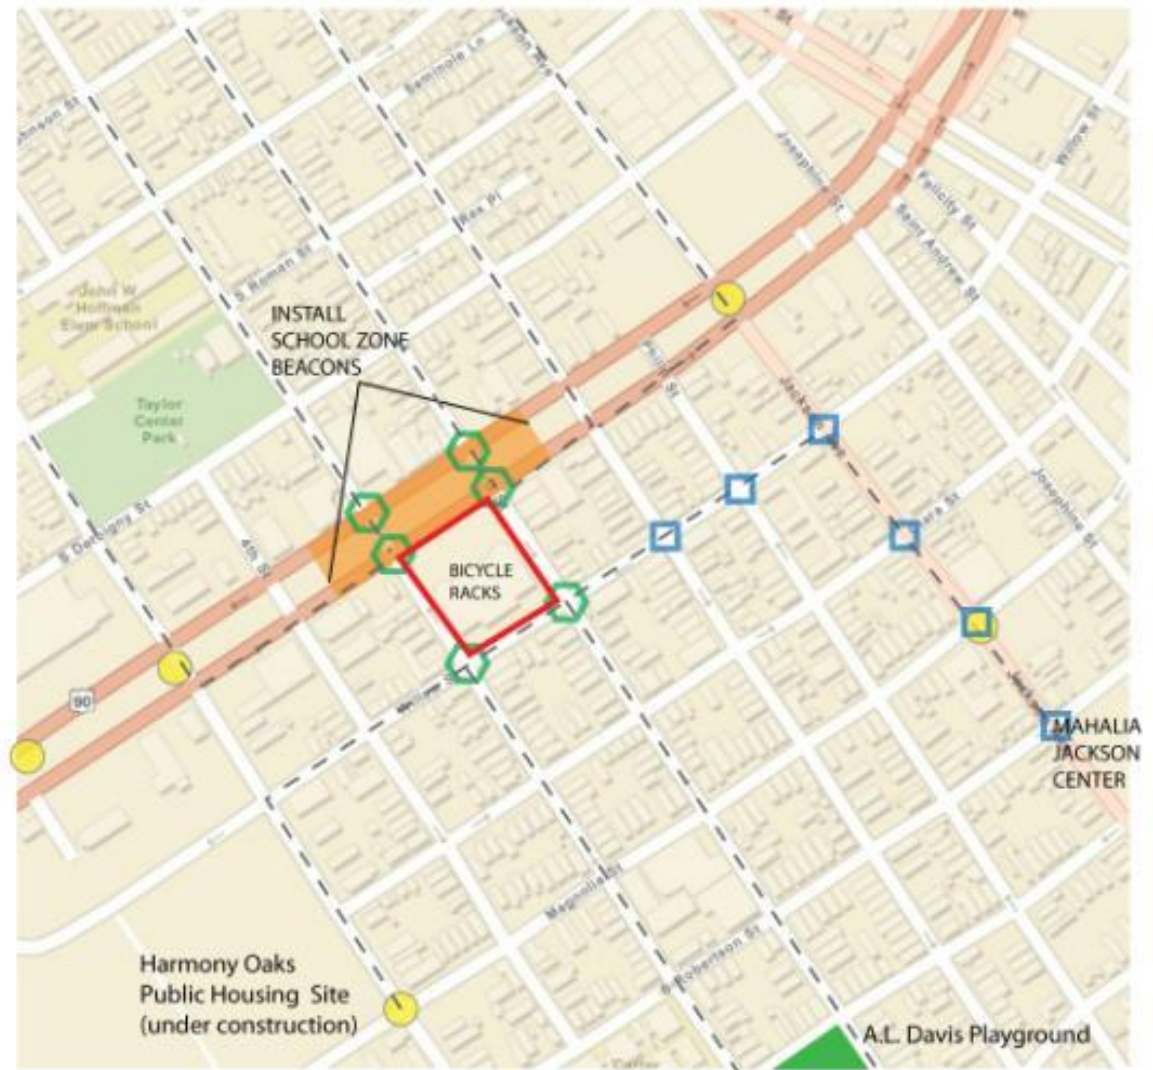 Seminole Ln
Josephine St
Willow St
Rex Pl
Felicity St
Saint Andrew St
S Roman St
John W
Hoffman
Elem School
INSTALL
SCHOOL ZONE
BEACONS
Philip St
Taylor
Center
Park
Josephine St
S Derbigny St
4th St
BICYCLE
RACKS
90
MAHALIA
JACKSON
CENTER
Magnolia St
S Robertson St
Harmony Oaks
Public Housing Site
(under construction)
A.L. Davis Playground